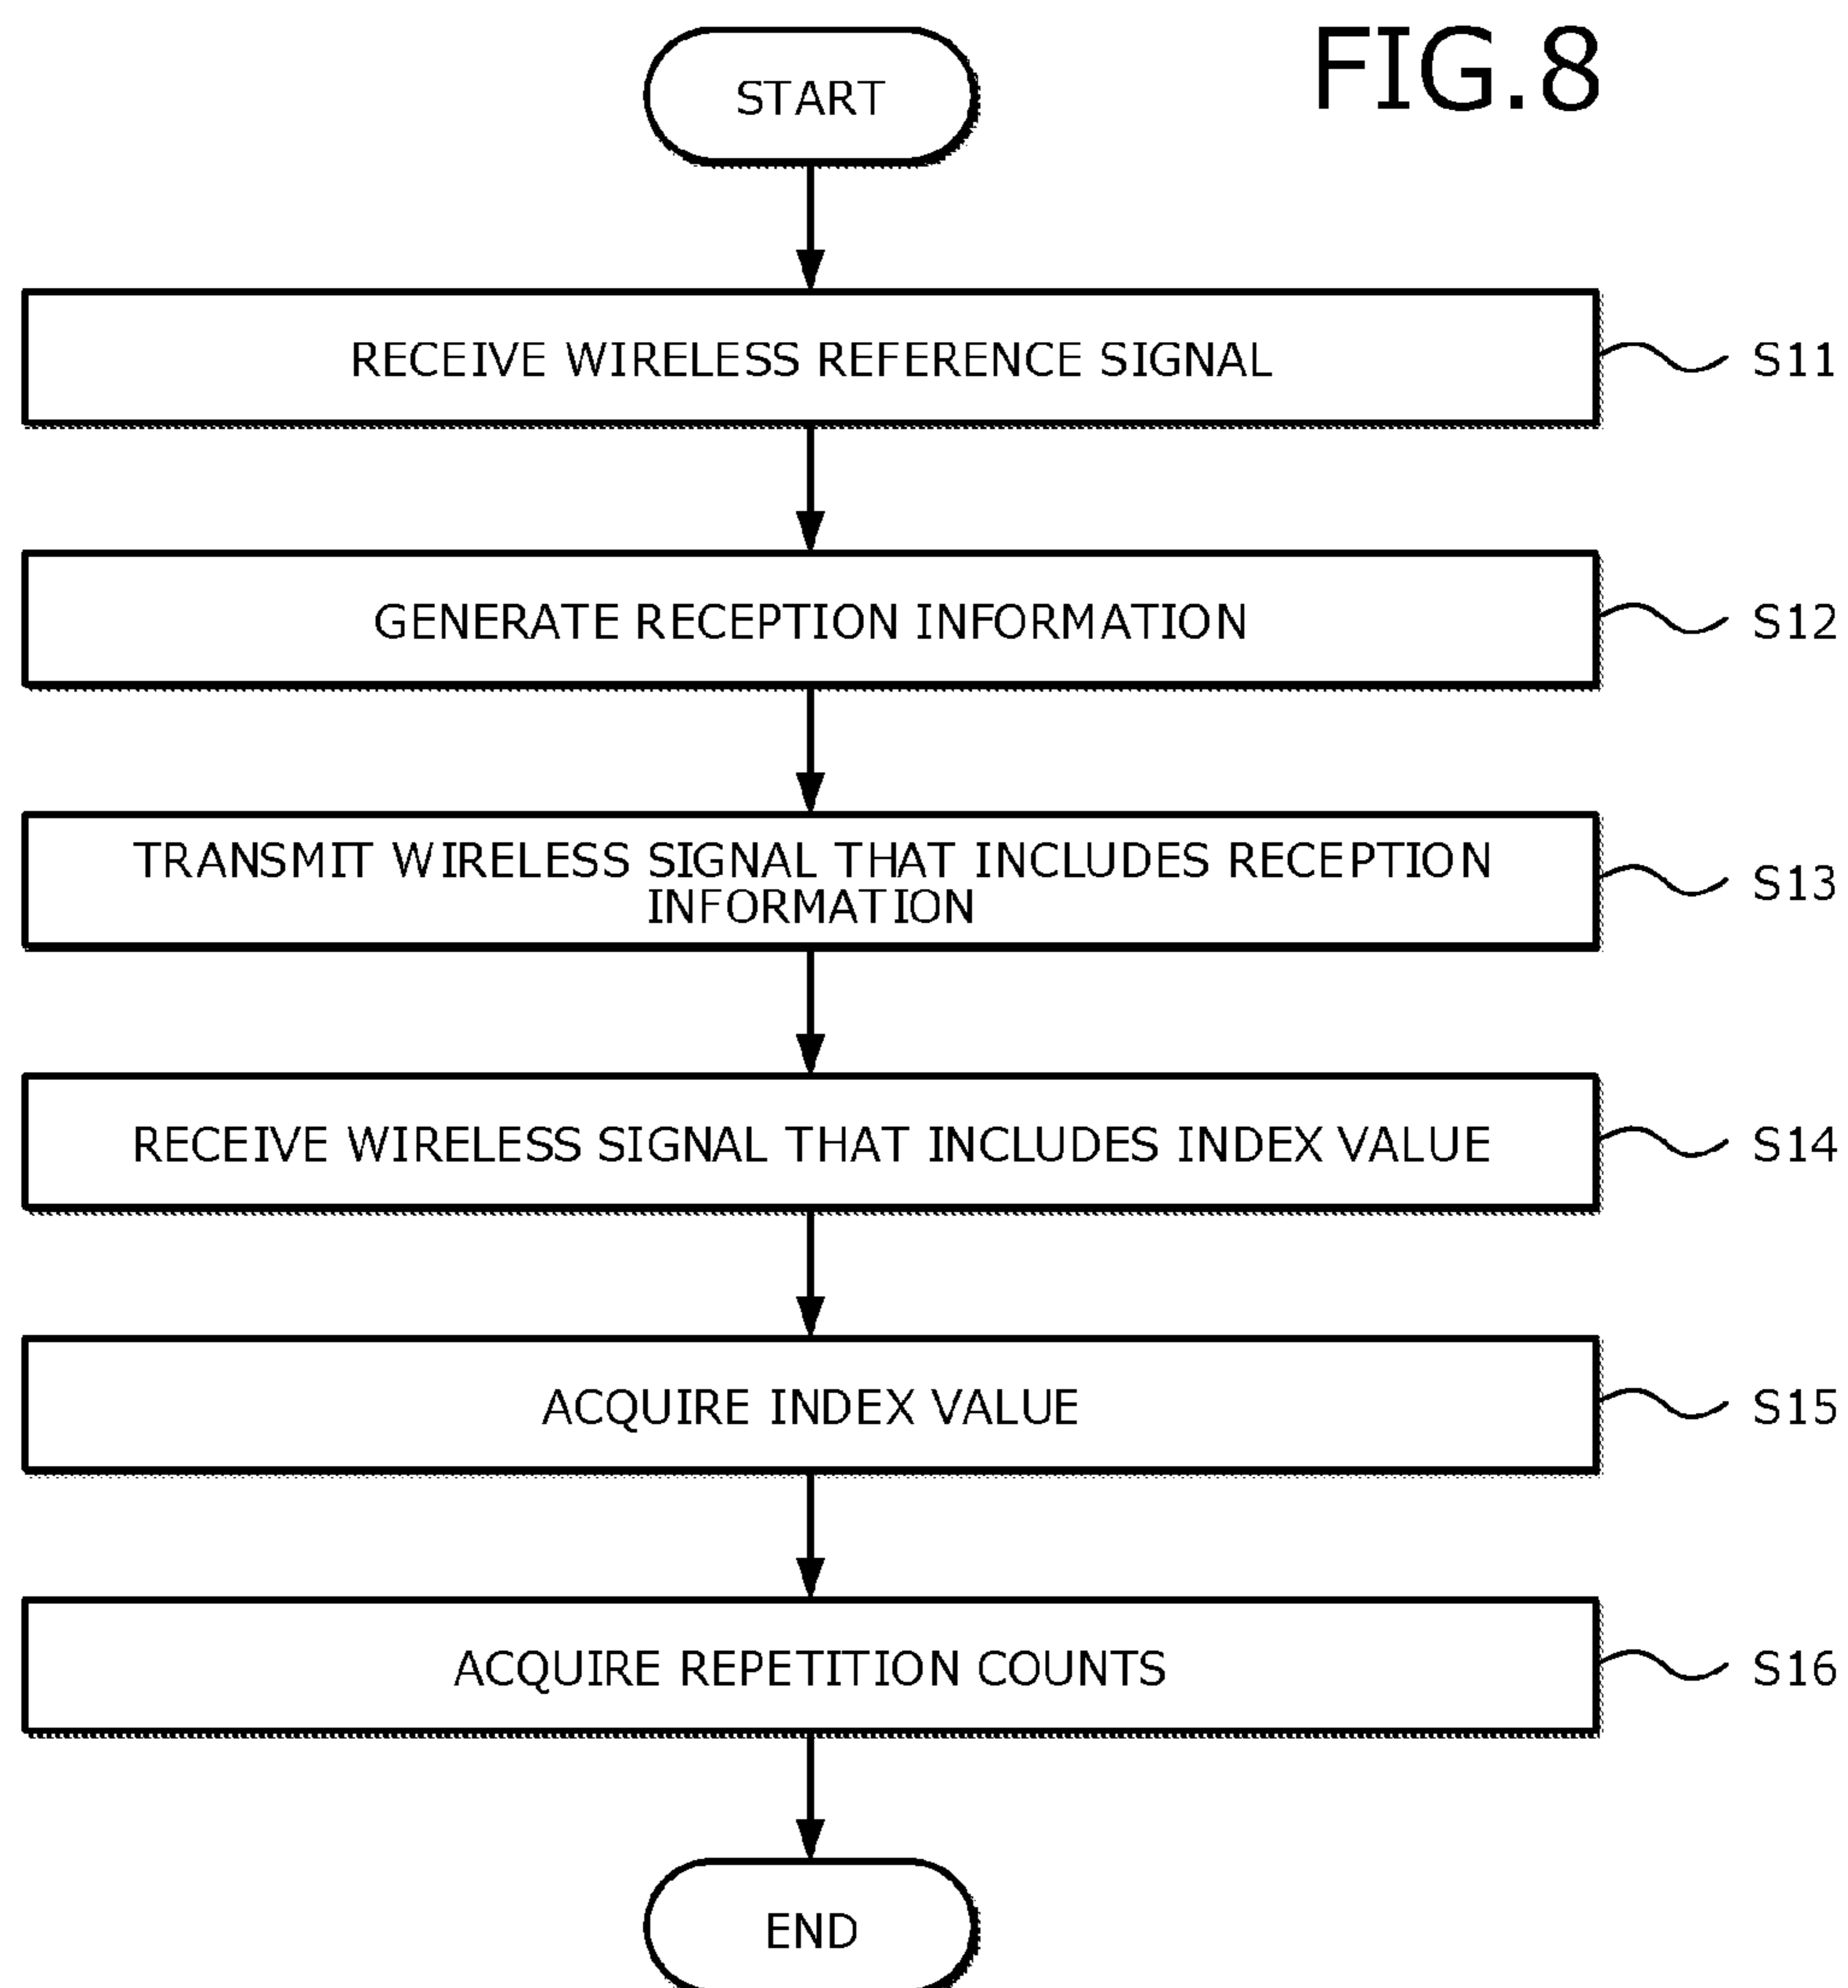 FIG.8
START
RECEIVE WIRELESS REFERENCE SIGNAL
S11
GENERATE RECEPTION INFORMATION
S12
TRANSMIT WIRELESS SIGNAL THAT INCLUDES RECEPTION
INFORMATION
S13
RECEIVE WIRELESS SIGNAL THAT INCLUDES INDEX VALUE
S14
ACQUIRE INDEX VALUE
S15
ACQUIRE REPETITION COUNTS
S16
END